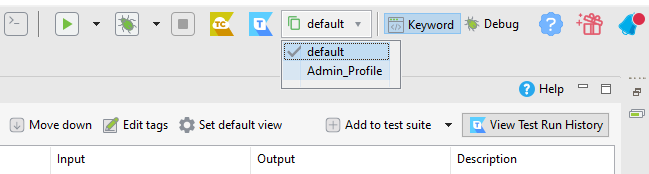 TC T default Keyword Debug
default
Admin_Profile
Help
Move down Edit tags Set default view Add to test suite View Test Run History
Input Output Description